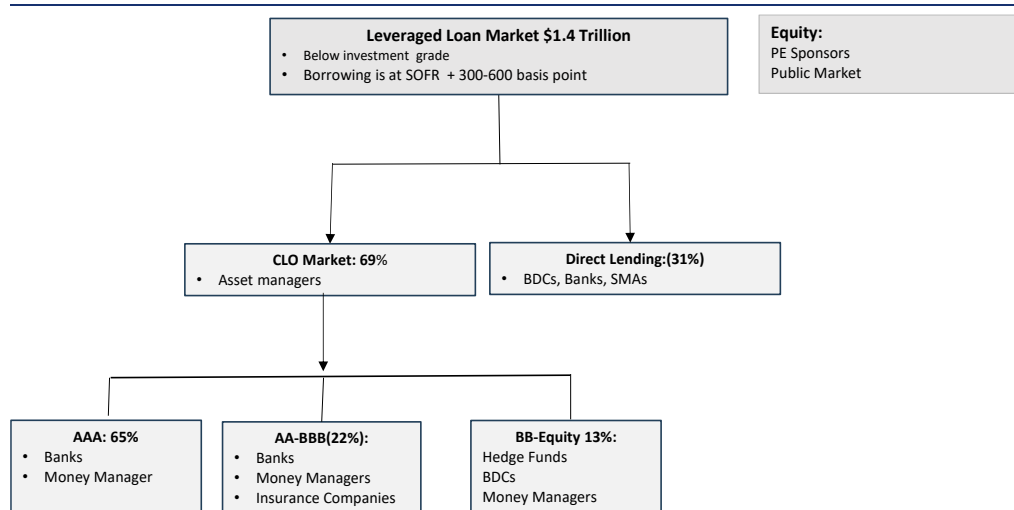 Leveraged Loan Market $1.4 Trillion
• Below investment grade
• Borrowing is at SOFR + 300-600 basis point
Equity:
PE Sponsors
Public Market
CLO Market: 69%
• Asset managers
Direct Lending:(31%)
• BDCs, Banks, SMAs
AAA: 65%
• Banks
• Money Manager
AA-BBB(22%):
• Banks
• Money Managers
• Insurance Companies
BB-Equity 13%:
Hedge Funds
BDCs
Money Managers